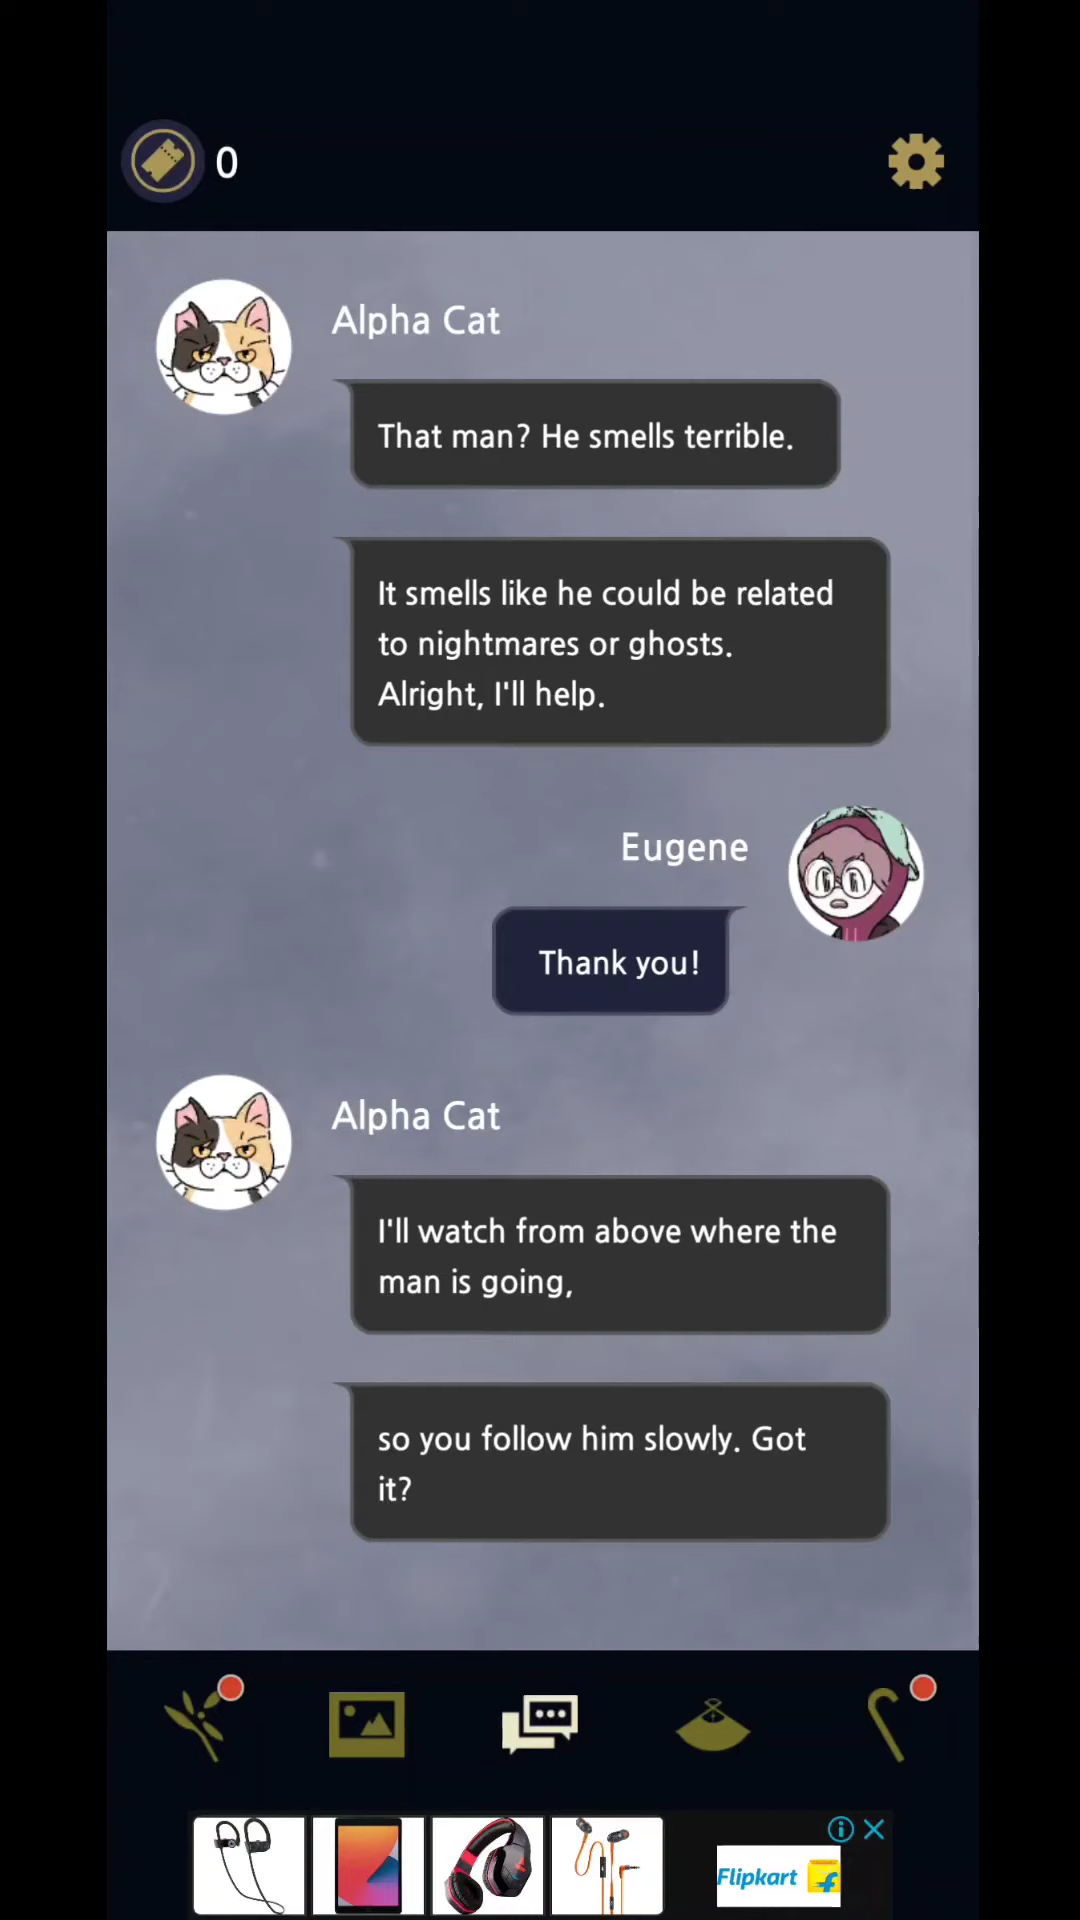 0
Alpha Cat
That man? He smells terrible.
It smells like he could be related
to nightmares or ghosts.
Alright, I'll help.
Eugene
Thank you!
Alpha Cat
I'll watch from above where the
man is going,
so you follow him slowly. Got
it?
Flipkart